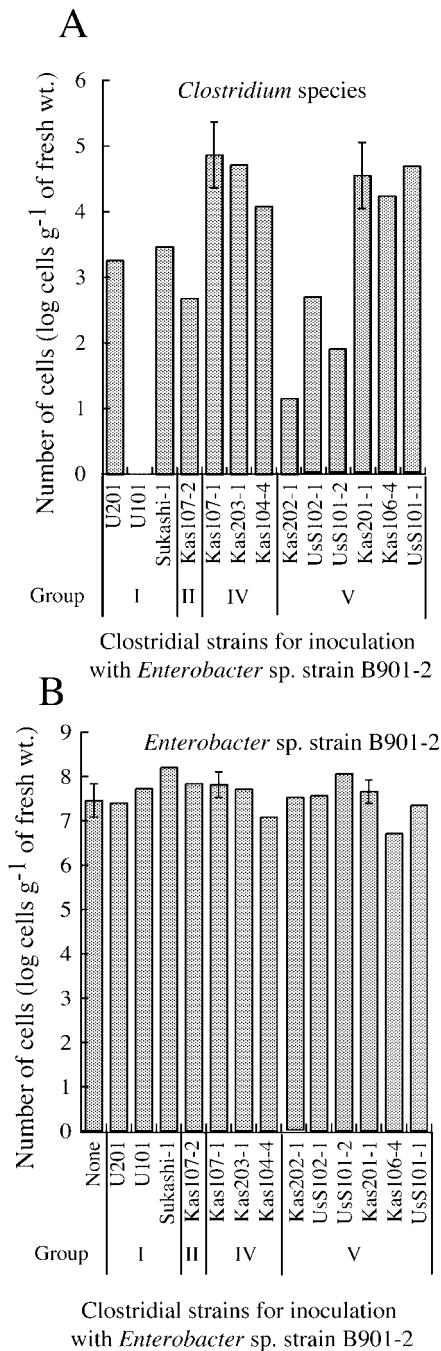 A
Clostridium species
Number of cells (log cells g-1 of fresh wt.)
6
5
4
3
2
1
0
U201
U101
Sukashi-1
Kas107-2
Kas107-1
Kas203-1
Kas104-4
Kas202-1
UsS102-1
UsS101-2
Kas201-1
Kas106-4
UsS101-1
Group I II IV V
Clostridial strains for inoculation
with Enterobacter sp. strain B901-2
B
Enterobacter sp. strain B901-2
Number of cells (log cells g-1 of fresh wt.)
9
8
7
6
5
4
3
2
1
0
None
U201
U101
Sukashi-1
Kas107-2
Kas107-1
Kas203-1
Kas104-4
Kas202-1
UsS102-1
UsS101-2
Kas201-1
Kas106-4
UsS101-1
Group I II IV V
Clostridial strains for inoculation
with Enterobacter sp. strain B901-2